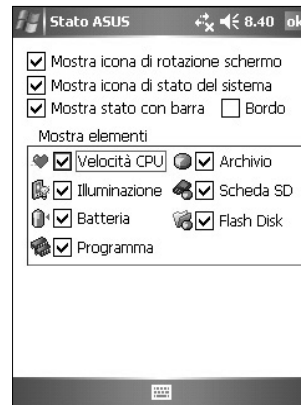 Stato ASUS 8.40 ok
Mostra icona di rotazione schermo
Mostra icona di stato del sistema
Mostra stato con barra Bordo
Mostra elementi
Velocità CPU Archivio
Illuminazione Scheda SD
Batteria Flash Disk
Programma